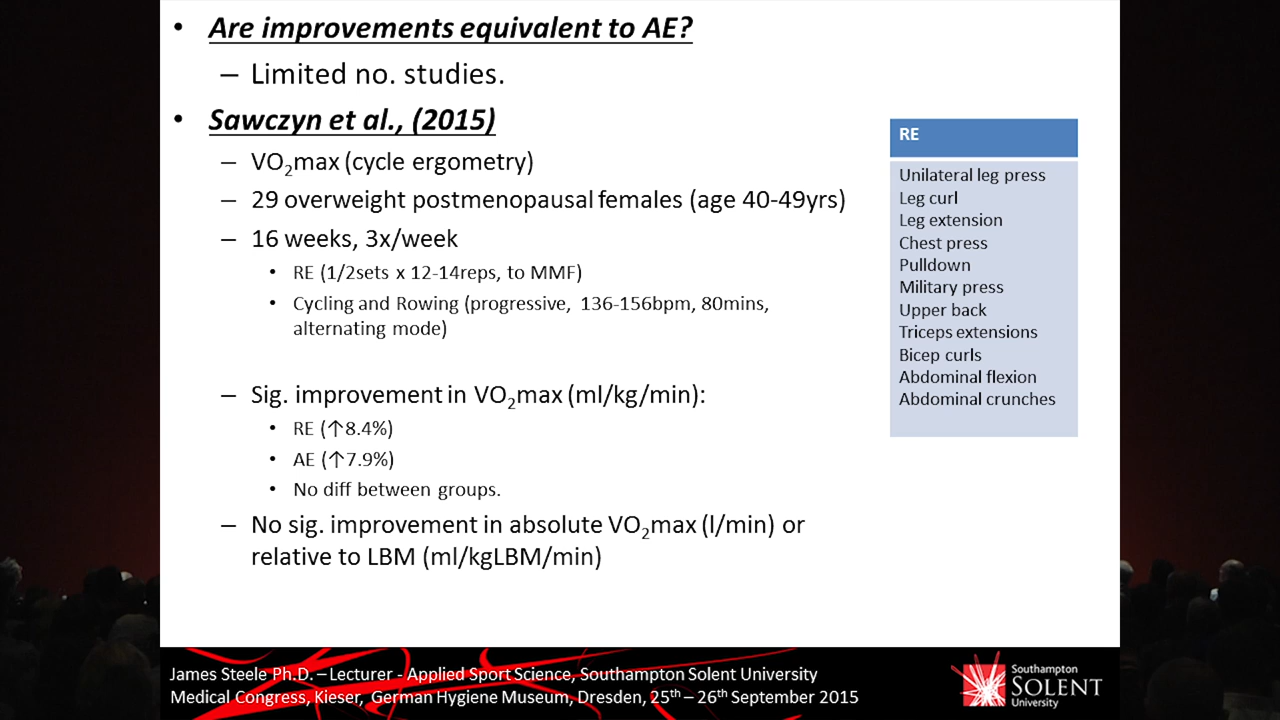 • Are improvements equivalent to AE?
– Limited no. studies.
• Sawczyn et al., (2015)
– VO₂max (cycle ergometry)
– 29 overweight postmenopausal females (age 40-49yrs)
– 16 weeks, 3x/week
• RE (1/2sets x 12-14reps, to MMF)
• Cycling and Rowing (progressive, 136-156bpm, 80mins,
alternating mode)
– Sig. improvement in VO₂max (ml/kg/min):
• RE (↑8.4%)
• AE (↑7.9%)
• No diff between groups.
– No sig. improvement in absolute VO₂max (l/min) or
relative to LBM (ml/kgLBM/min)
RE
Unilateral leg press
Leg curl
Leg extension
Chest press
Pulldown
Military press
Upper back
Triceps extensions
Bicep curls
Abdominal flexion
Abdominal crunches
James Steele Ph.D. – Lecturer - Applied Sport Science, Southampton Solent University
Medical Congress, Kieser, German Hygiene Museum, Dresden, 25th – 26th September 2015
Southampton
SOLENT
University